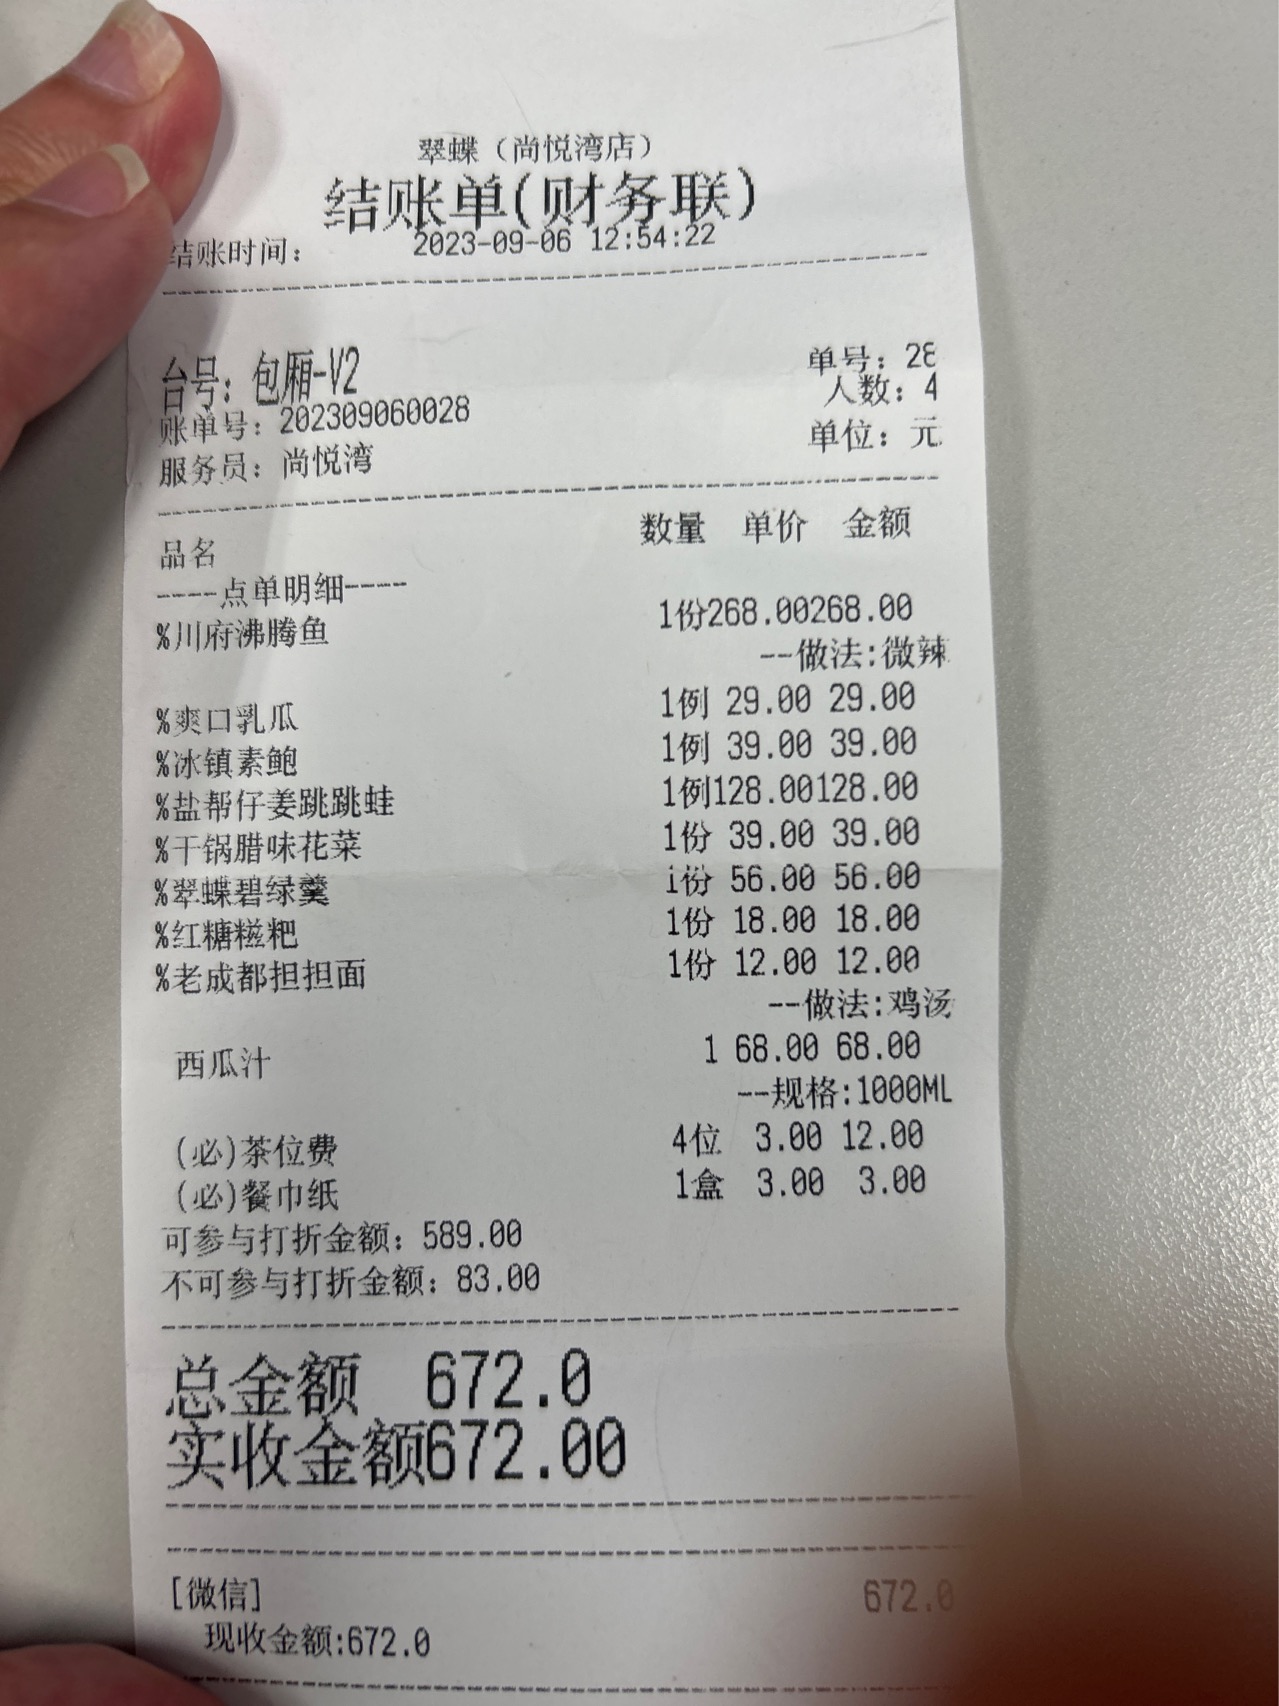 翠蝶（尚悦湾店）
结账单(财务联)
结账时间： 2023-09-06 12:54:22
台号：包厢-V2 单号：28
人数：4
账单号：202309060028
单位：元
服务员：尚悦湾
品名 数量 单价 金额
----点单明细----
%川府沸腾鱼 1份268.00268.00
--做法:微辣
%爽口乳瓜 1例 29.00 29.00
%冰镇素鲍 1例 39.00 39.00
%盐帮仔姜跳跳蛙 1例128.00128.00
%干锅腊味花菜 1份 39.00 39.00
%翠蝶碧绿羹 1份 56.00 56.00
%红糖糍粑 1份 18.00 18.00
%老成都担担面 1份 12.00 12.00
--做法:鸡汤
西瓜汁 1 68.00 68.00
--规格:1000ML
(必)茶位费 4位 3.00 12.00
(必)餐巾纸 1盒 3.00 3.00
可参与打折金额：589.00
不可参与打折金额：83.00
总金额 672.0
实收金额672.00
[微信] 672.0
现收金额:672.0